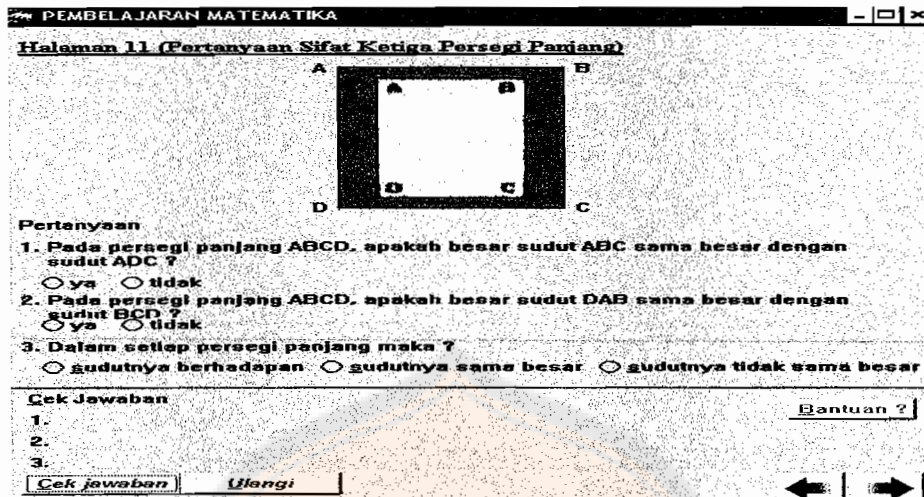 PEMBELAJARAN MATEMATIKA
Halaman 11 (Pertanyaan Sifat Ketiga Persegi Panjang)
A B
A B
D C
D C
Pertanyaan
1. Pada persegi panjang ABCD, apakah besar sudut ABC sama besar dengan
sudut ADC ?
ya tidak
2. Pada persegi panjang ABCD, apakah besar sudut DAB sama besar dengan
sudut BCD ?
ya tidak
3. Dalam setiap persegi panjang maka ?
sudutnya berhadapan sudutnya sama besar sudutnya tidak sama besar
Cek Jawaban
Bantuan ?
1.
2.
3.
Cek jawaban Ulangi